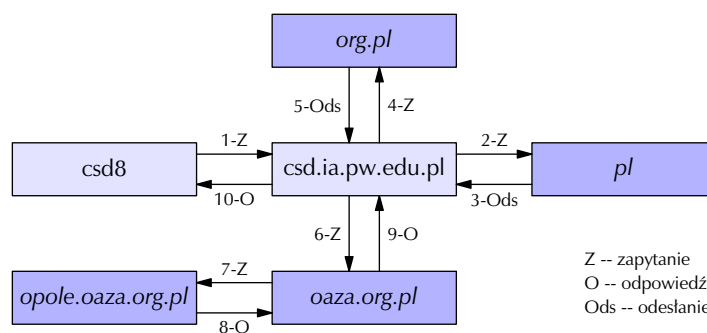 org.pl
5-Ods 4-Z
1-Z 2-Z
csd8 csd.ia.pw.edu.pl pl
10-O 3-Ods
6-Z 9-O
7-Z
Z -- zapytanie
O -- odpowiedź
opole.oaza.org.pl oaza.org.pl
Ods -- odesłanie
8-O